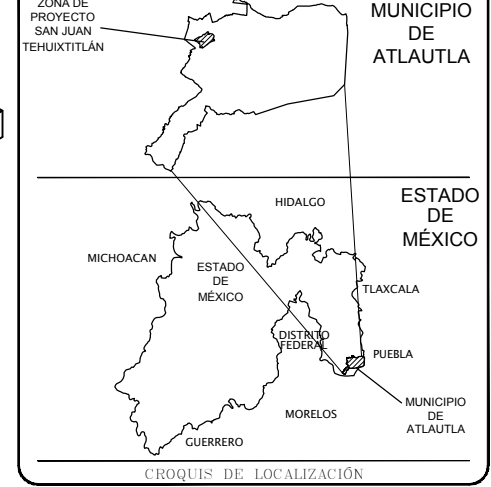 ZONA DE
PROYECTO
SAN JUAN
TEHUIXTITLÁN
MUNICIPIO
DE
ATLAUTLA
ESTADO
DE
MÉXICO
HIDALGO
MICHOACAN
ESTADO
DE
MÉXICO
TLAXCALA
DISTRITO
FEDERAL
PUEBLA
MUNICIPIO
DE
ATLAUTLA
MORELOS
GUERRERO
CROQUIS DE LOCALIZACIÓN